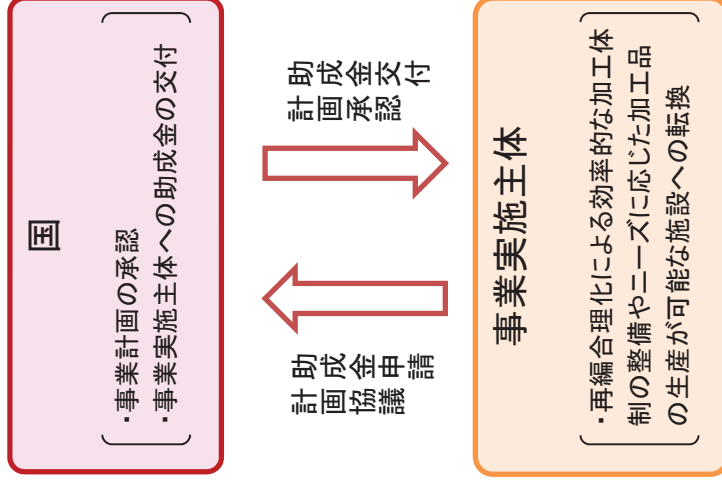 国
・事業計画の承認
・事業実施主体への助成金の交付
助成金申請
計画協議
助成金交付
計画承認
事業実施主体
・再編合理化による効率的な加工体
制の整備やニーズに応じた加工品
の生産が可能な施設への転換